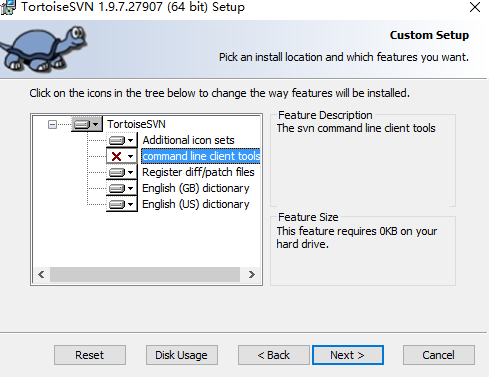 TortoiseSVN 1.9.7.27907 (64 bit) Setup
Custom Setup
Pick an install location and which features you want.
Click on the icons in the tree below to change the way features will be installed.
TortoiseSVN
Additional icon sets
command line client tools
Register diff/patch files
English (GB) dictionary
English (US) dictionary
Feature Description
The svn command line client tools
Feature Size
This feature requires 0KB on your
hard drive.
Reset
Disk Usage
< Back
Next >
Cancel